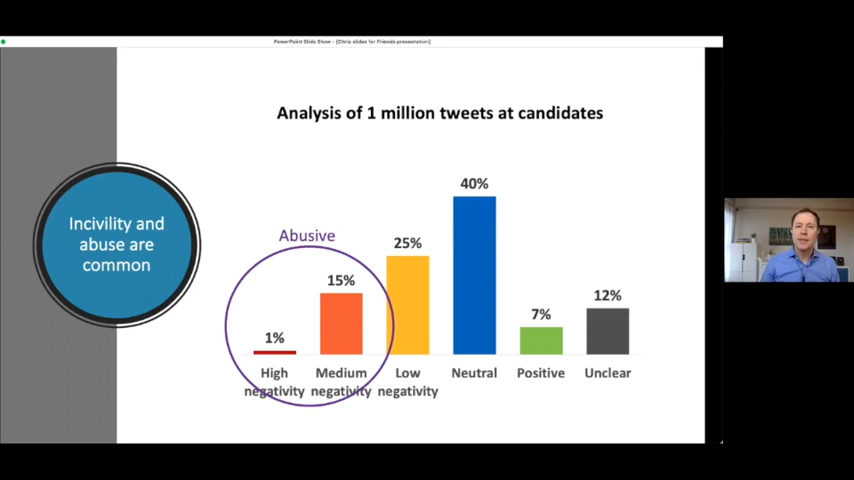 PowerPoint Slide Show - [Chris slides for Friends presentation]
Analysis of 1 million tweets at candidates
Incivility and
abuse are
common
Abusive
1%
15%
25%
40%
7%
12%
High
negativity
Medium
negativity
Low
negativity
Neutral
Positive
Unclear